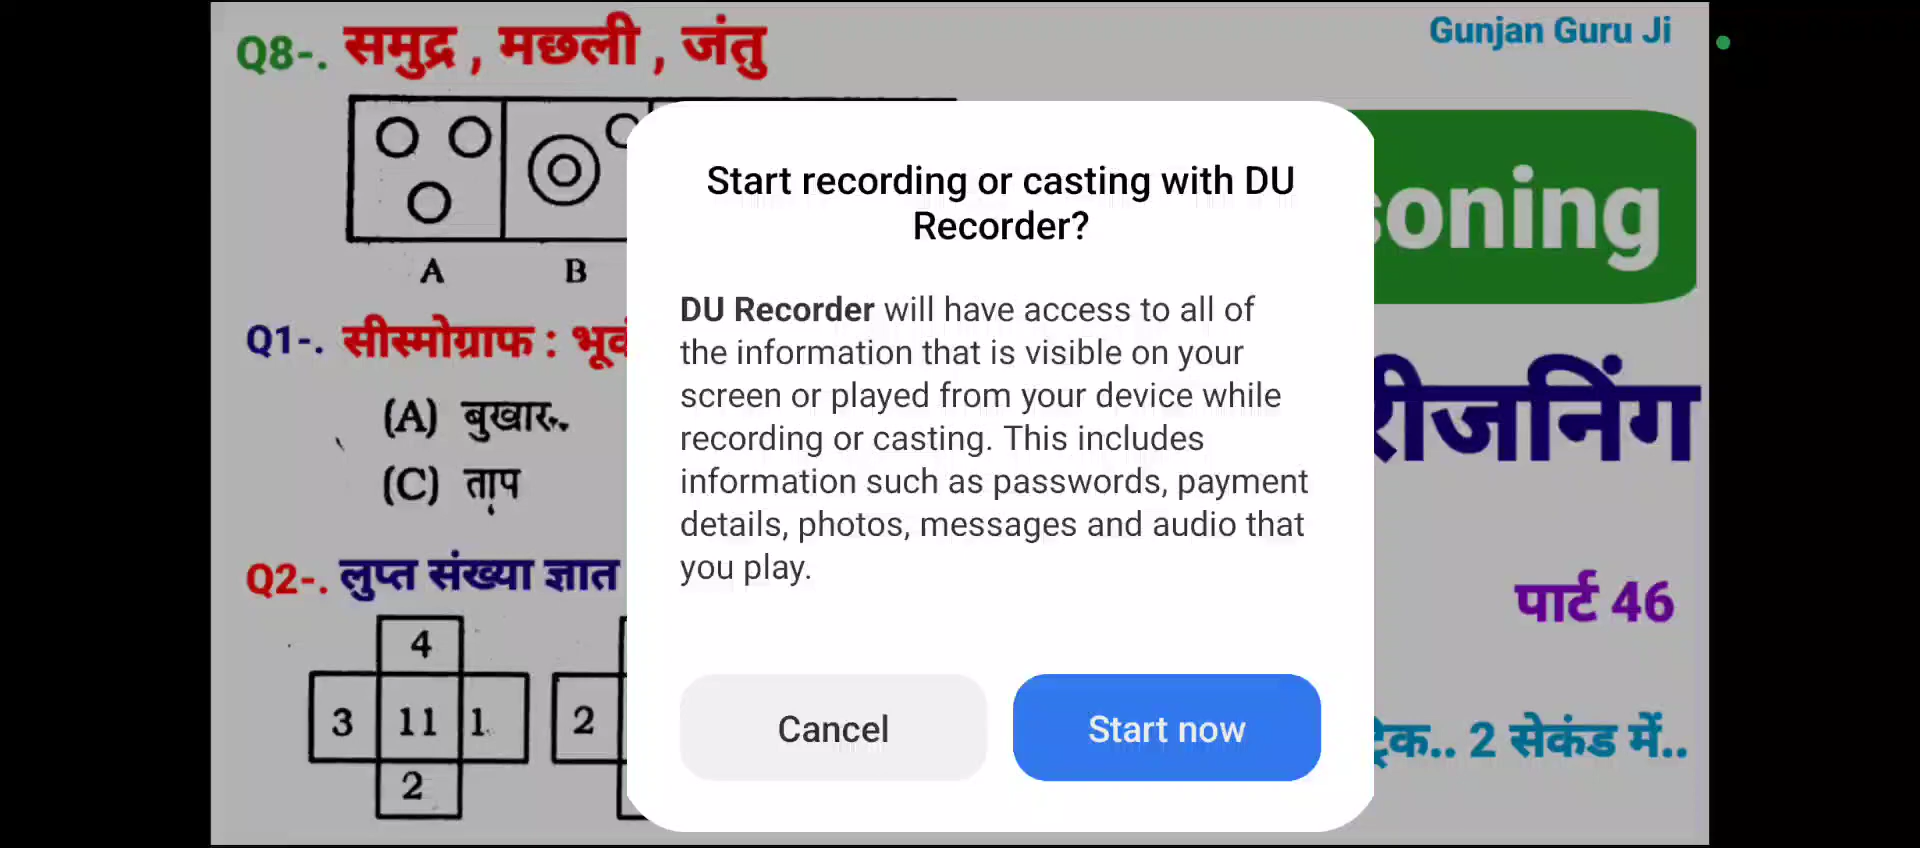 Q8-. समुद्र , मछली , जंतु
Gunjan Guru Ji
A B
Q1-. सीस्मोग्राफ :
(A) बुखार
(C) ताप
Q2-. लुप्त संख्या ज्ञात
4
3 11 1 2
2
Start recording or casting with DU
Recorder?
DU Recorder will have access to all of
the information that is visible on your
screen or played from your device while
recording or casting. This includes
information such as passwords, payment
details, photos, messages and audio that
you play.
Cancel Start now
soning
रीजनिंग
पार्ट 46
2 सेकंड में..